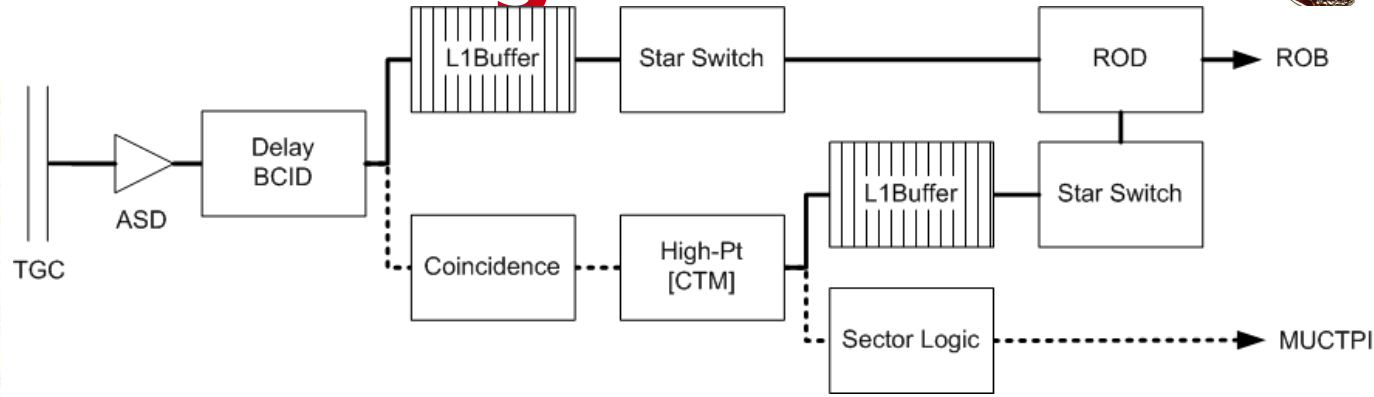 L1Buffer
Star Switch
ROD
ROB
Delay
BCID
ASD
TGC
L1Buffer
Star Switch
Coincidence
High-Pt
[CTM]
Sector Logic
MUCTPI